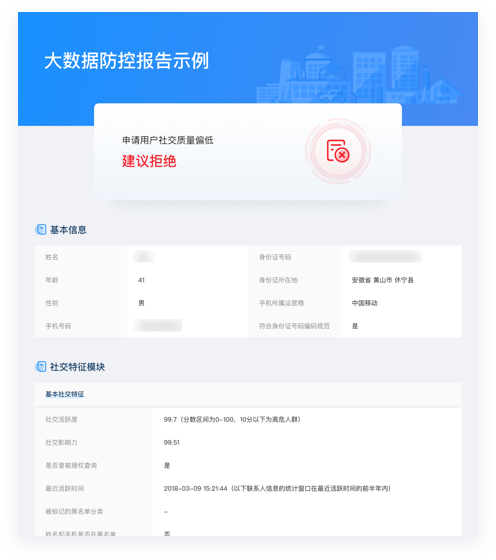 大数据防控报告示例
申请用户社交质量偏低
建议拒绝
基本信息
姓名 身份证号码
年龄 41 身份证所在地 安徽省 黄山市 休宁县
性别 男 手机所属运营商 中国移动
手机号码 符合身份证号码编码规范 是
社交特征模块
基本社交特征
社交活跃度 99.7（分数区间为0-100，10分以下为高危人群）
社交影响力 99.51
是否曾被授权查询 是
最近活跃时间 2018-03-09 15:21:44（以下联系人信息的统计窗口在最近活跃时间的前半年内）
被标记的黑名单分类 -
姓名和手机是否在黑名单 否